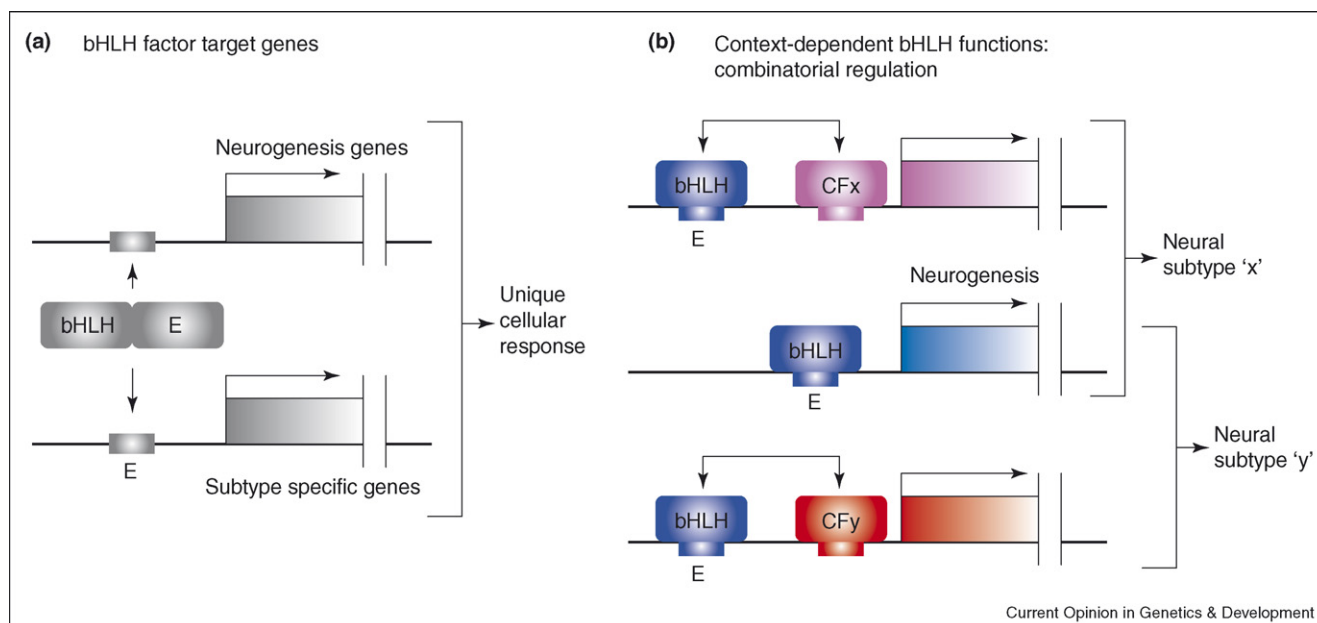 (a) bHLH factor target genes
Neurogenesis genes
bHLH E
E
Subtype specific genes
Unique
cellular
response
(b) Context-dependent bHLH functions:
combinatorial regulation
bHLH CFx
E
Neurogenesis
bHLH
E
bHLH CFy
E
Neural
subtype ‘x’
Neural
subtype ‘y’
Current Opinion in Genetics & Development